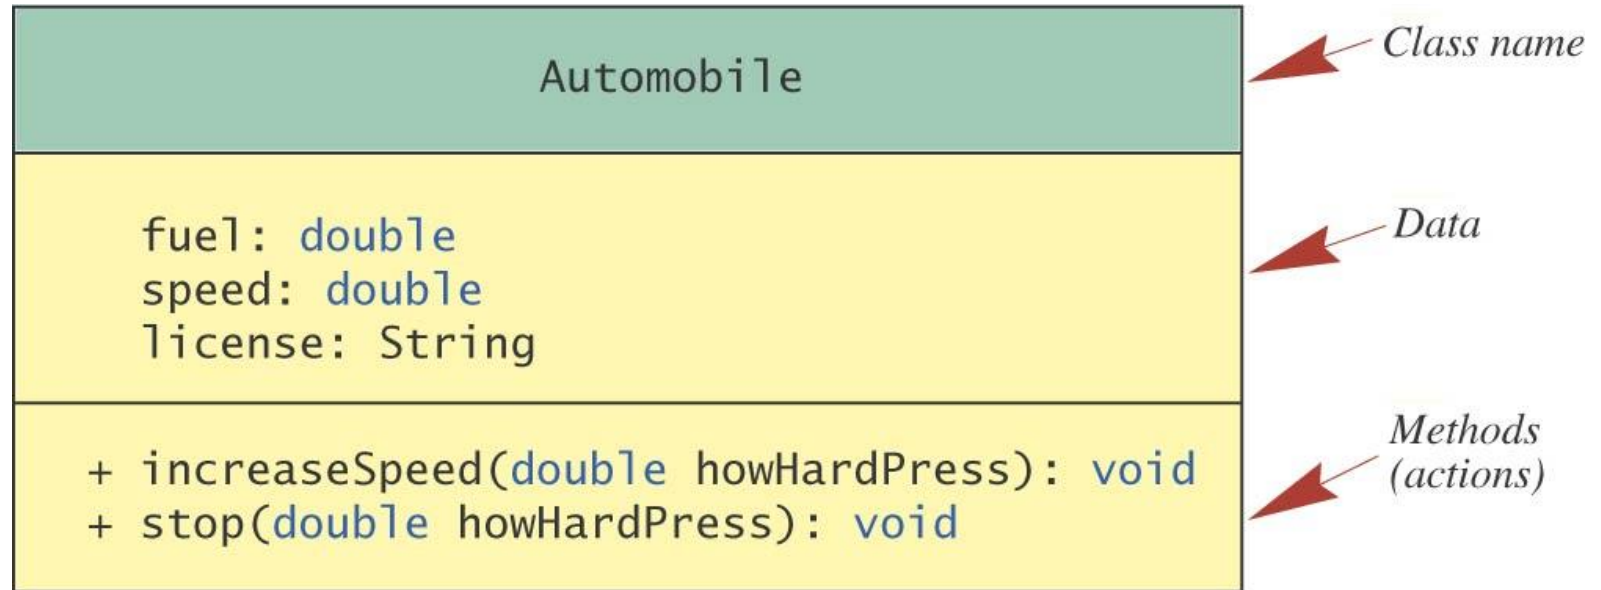 Automobile
Class name
fuel: double
speed: double
license: String
Data
+ increaseSpeed(double howHardPress): void
+ stop(double howHardPress): void
Methods
(actions)